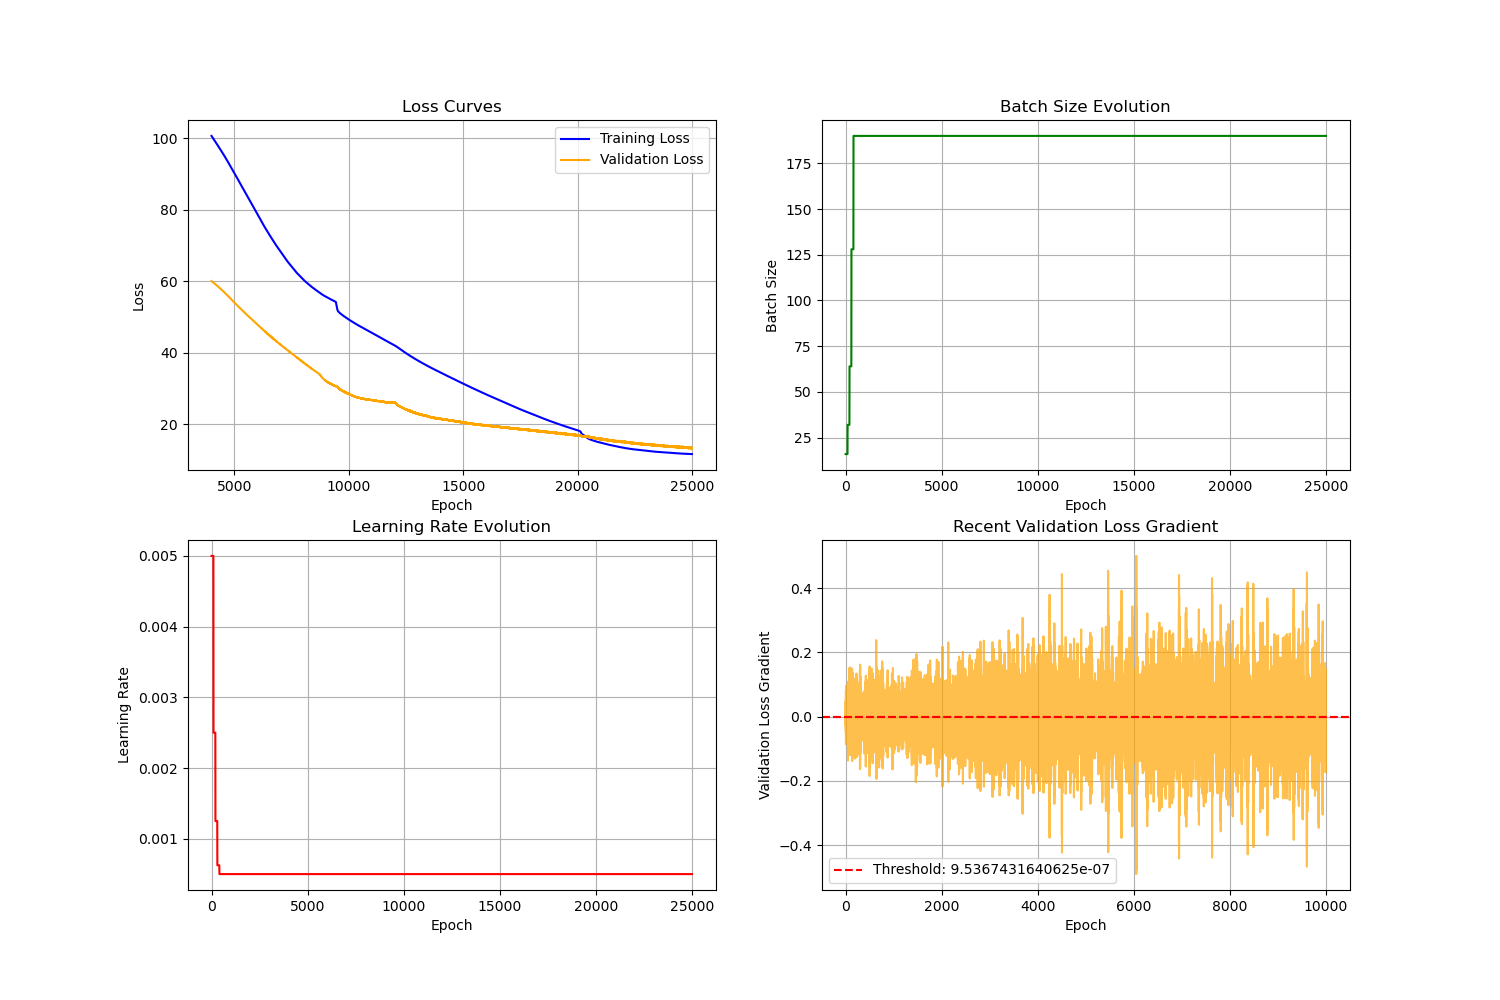 Loss Curves
100
80
60
40
20
Loss
5000 10000 15000 20000 25000
Epoch
Training Loss
Validation Loss
Batch Size Evolution
175
150
125
100
75
50
25
Batch Size
0 5000 10000 15000 20000 25000
Epoch
Learning Rate Evolution
0.005
0.004
0.003
0.002
0.001
Learning Rate
0 5000 10000 15000 20000 25000
Epoch
Recent Validation Loss Gradient
0.4
0.2
0.0
−0.2
−0.4
Validation Loss Gradient
Threshold: 9.5367431640625e-07
0 2000 4000 6000 8000 10000
Epoch